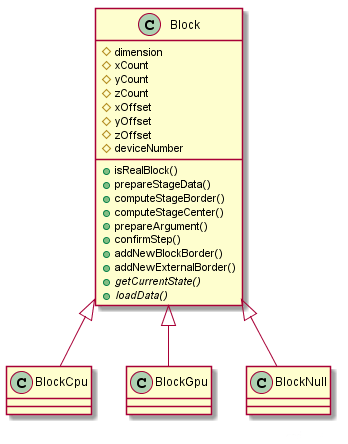 C Block
dimension
xCount
yCount
zCount
xOffset
yOffset
zOffset
deviceNumber
isRealBlock()
prepareStageData()
computeStageBorder()
computeStageCenter()
prepareArgument()
confirmStep()
addNewBlockBorder()
addNewExternalBorder()
getCurrentState()
loadData()
C BlockCpu
C BlockGpu
C BlockNull